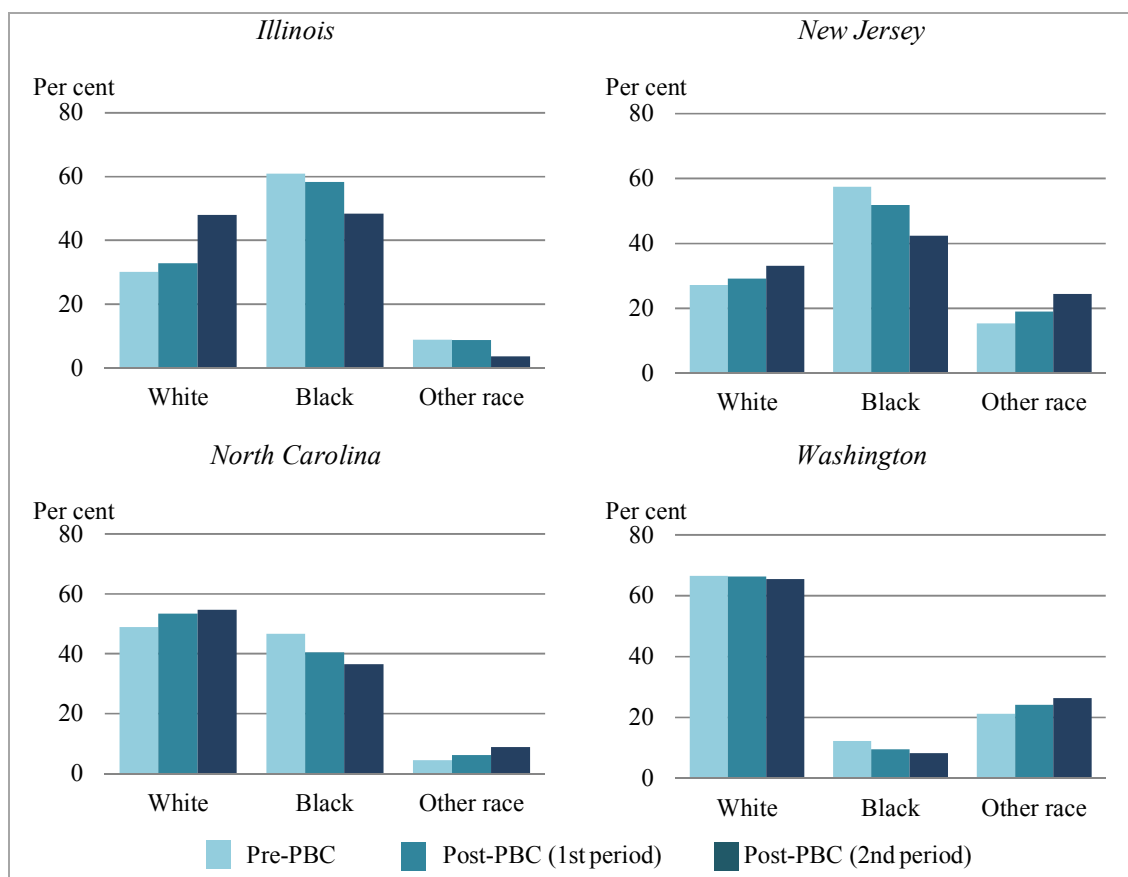 Illinois
Per cent
80
60
40
20
0
White Black Other race
New Jersey
Per cent
80
60
40
20
0
White Black Other race
North Carolina
Per cent
80
60
40
20
0
White Black Other race
Washington
Per cent
80
60
40
20
0
White Black Other race
Pre-PBC Post-PBC (1st period) Post-PBC (2nd period)